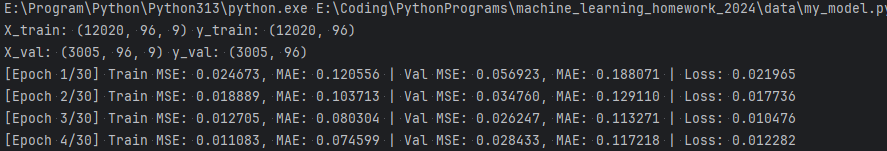 E:\Program\Python\Python313\python.exe E:\Coding\PythonPrograms\machine_learning_homework_2024\data\my_model.py
X_train: (12020, 96, 9) y_train: (12020, 96)
X_val: (3005, 96, 9) y_val: (3005, 96)
[Epoch 1/30] Train MSE: 0.024673, MAE: 0.120556 | Val MSE: 0.056923, MAE: 0.188071 | Loss: 0.021965
[Epoch 2/30] Train MSE: 0.018889, MAE: 0.103713 | Val MSE: 0.034760, MAE: 0.129110 | Loss: 0.017736
[Epoch 3/30] Train MSE: 0.012705, MAE: 0.080304 | Val MSE: 0.026247, MAE: 0.113271 | Loss: 0.010476
[Epoch 4/30] Train MSE: 0.011083, MAE: 0.074599 | Val MSE: 0.028433, MAE: 0.117218 | Loss: 0.012282